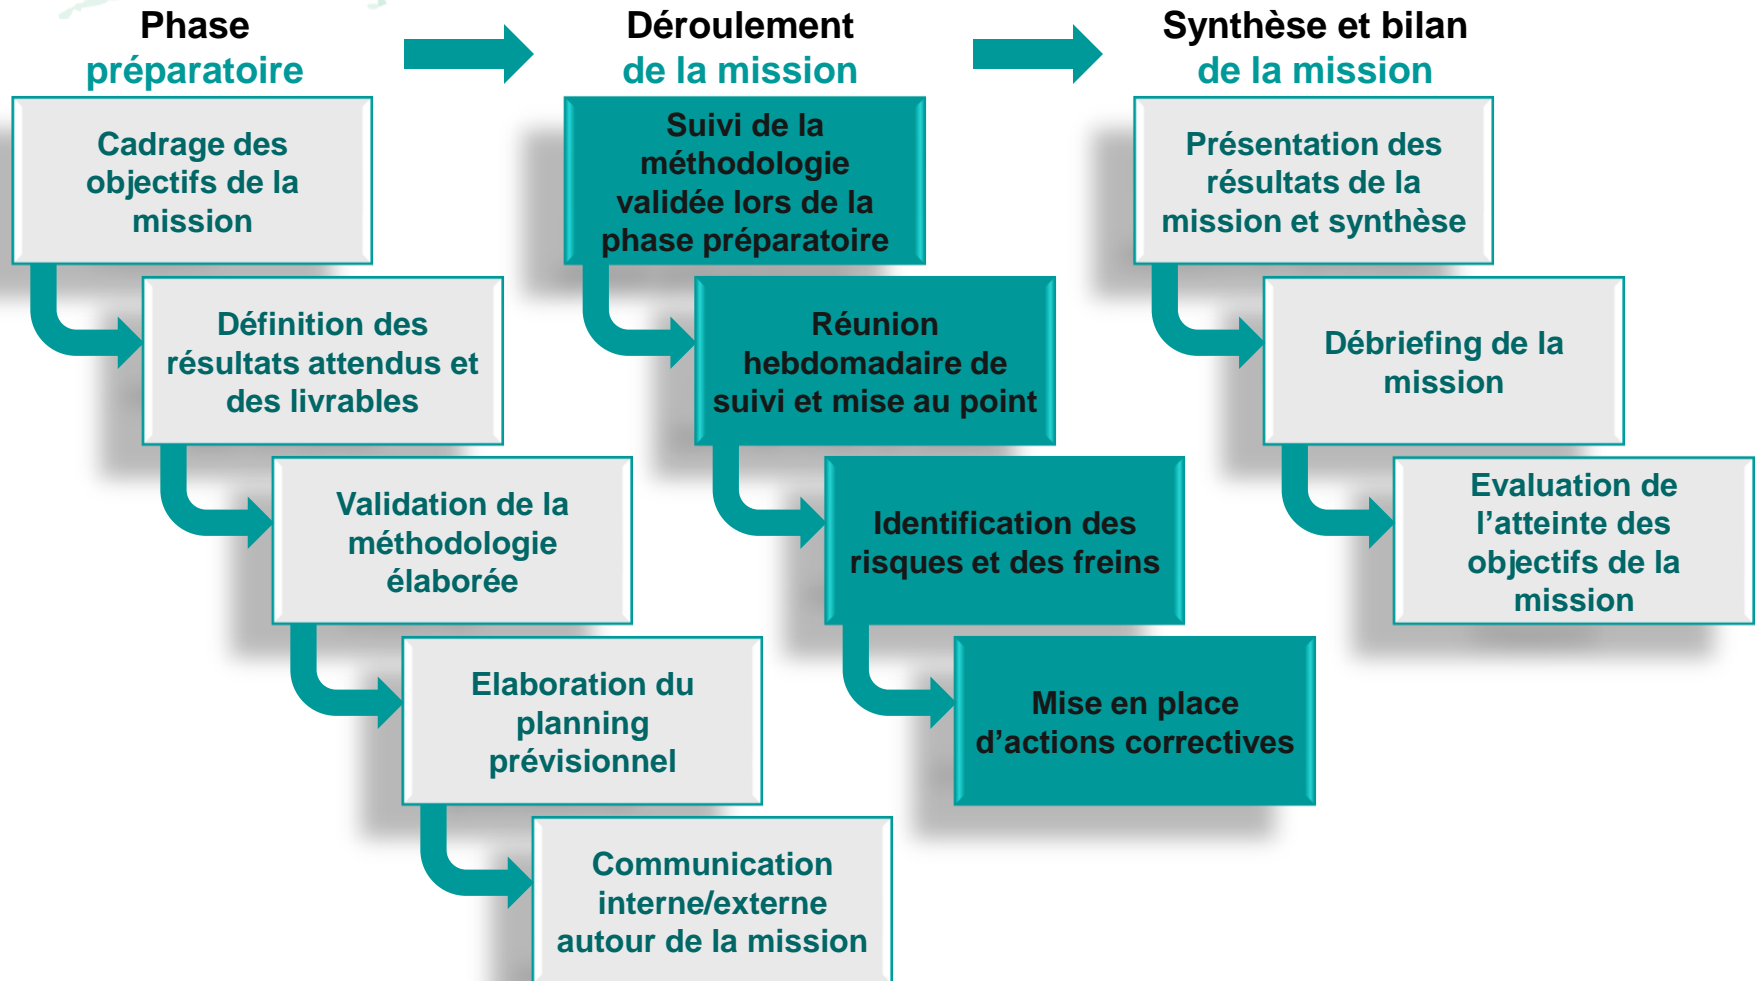 Phase
préparatoire
Cadrage des
objectifs de la
mission
Définition des
résultats attendus et
des livrables
Validation de la
méthodologie
élaborée
Elaboration du
planning
prévisionnel
Communication
interne/externe
autour de la mission
Déroulement
de la mission
Suivi de la
méthodologie
validée lors de la
phase préparatoire
Réunion
hebdomadaire de
suivi et mise au point
Identification des
risques et des freins
Mise en place
d’actions correctives
Synthèse et bilan
de la mission
Présentation des
résultats de la
mission et synthèse
Débriefing de la
mission
Evaluation de
l’atteinte des
objectifs de la
mission